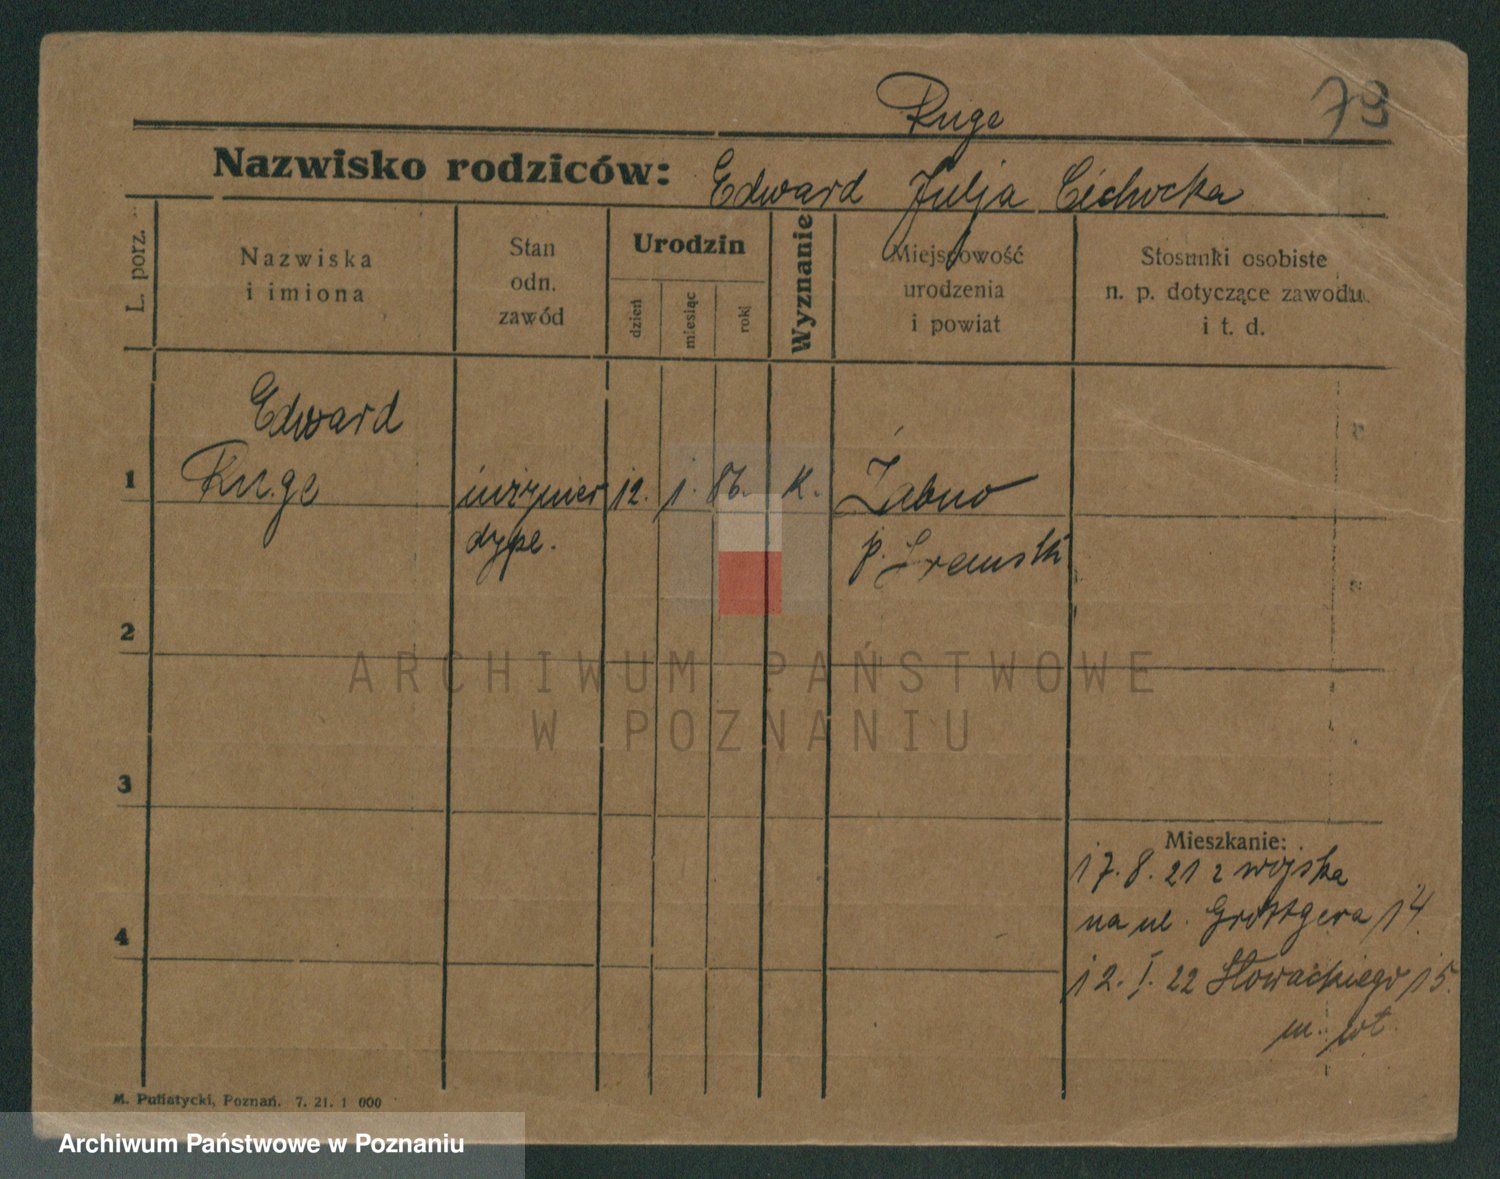 79
Ruge
Nazwisko rodziców: Edward Julja Cichocka
L. porz.
Nazwiska
i imiona
Stan
odn.
zawód
Urodzin
dzień
miesiąc
rok
Wyznanie
Miejscowość
urodzenia
i powiat
Stosunki osobiste
n. p. dotyczące zawodu
i t. d.
Edward
1 Ruge inżynier 12. 1. 86. K. Żabno
dypl. p. Śremski
2
3
4
ARCHIWUM PAŃSTWOWE
W POZNANIU
Mieszkanie:
17. 8. 21 z wojska
na ul. Grottgera 14
12. I. 22 Słowackiego 15.
M. Putiatycki, Poznań. 7. 21. 1 000
Archiwum Państwowe w Poznaniu